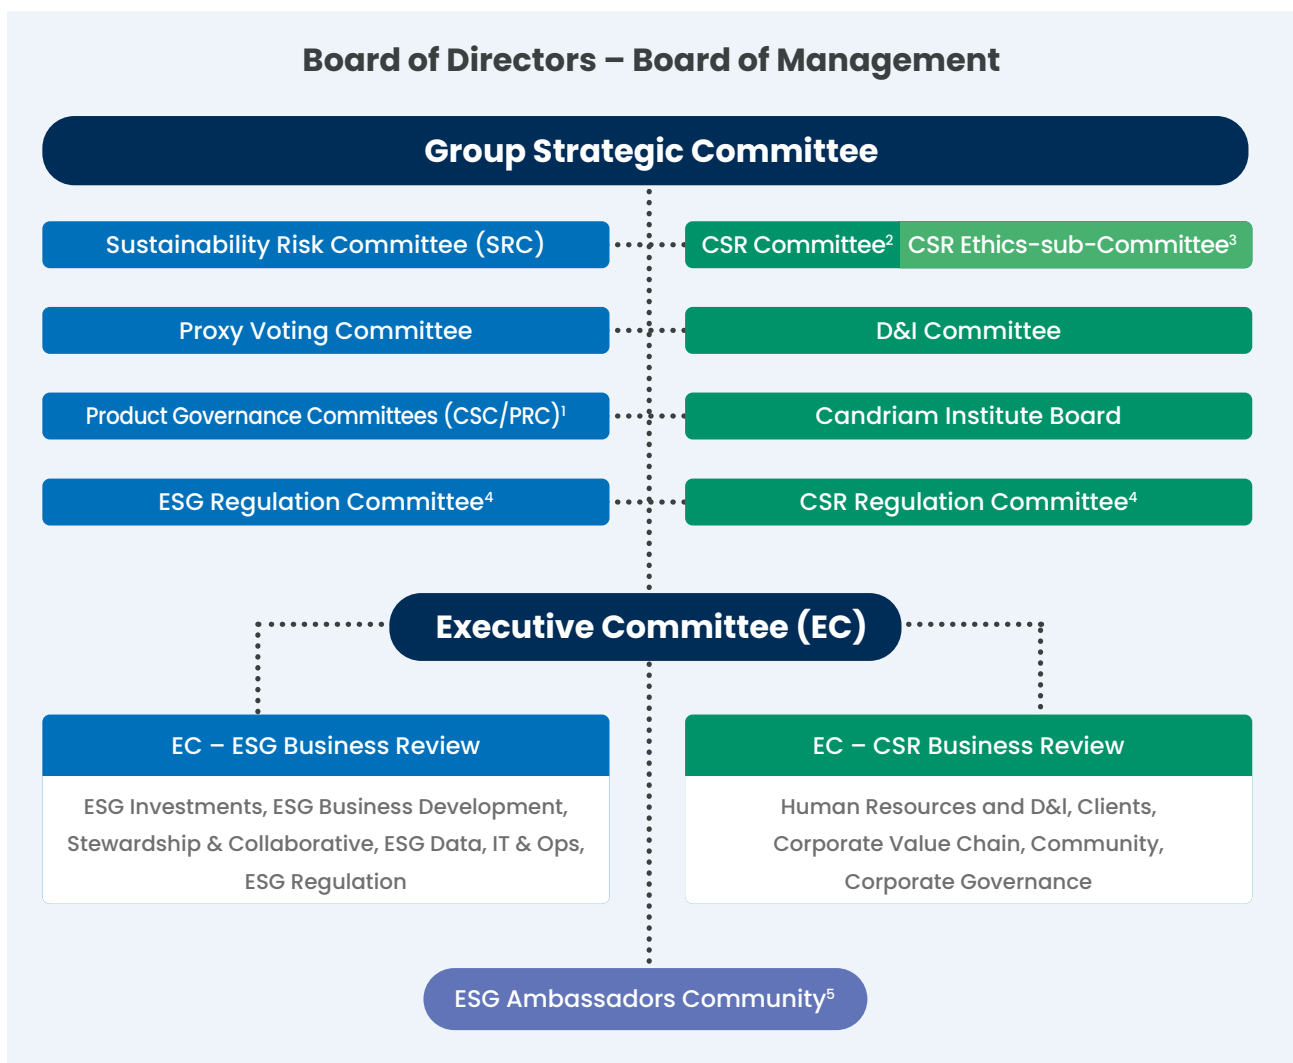 Board of Directors – Board of Management
Group Strategic Committee
Sustainability Risk Committee (SRC)
CSR Committee² CSR Ethics-sub-Committee³
Proxy Voting Committee
D&I Committee
Product Governance Committees (CSC/PRC)¹
Candriam Institute Board
ESG Regulation Committee⁴
CSR Regulation Committee⁴
Executive Committee (EC)
EC – ESG Business Review
ESG Investments, ESG Business Development,
Stewardship & Collaborative, ESG Data, IT & Ops,
ESG Regulation
EC – CSR Business Review
Human Resources and D&I, Clients,
Corporate Value Chain, Community,
Corporate Governance
ESG Ambassadors Community⁵